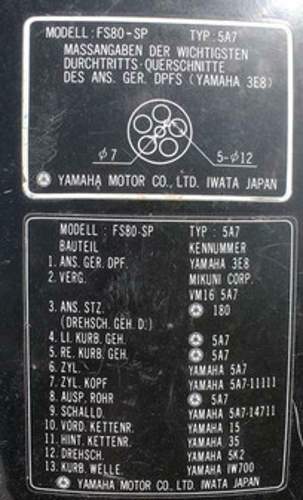 MODELL : FS80-SP TYP : 5A7
MASSANGABEN DER WICHTIGSTEN
DURCHTRITTS-QUERSCHNITTE
DES ANS. GER. DPFS (YAMAHA 3E8)
φ7 5-φ12
YAMAHA MOTOR CO., LTD. IWATA JAPAN
MODELL : FS80-SP TYP : 5A7
BAUTEIL KENNUMMER
1. ANS. GER. DPF. YAMAHA 3E8
2. VERG. MIKUNI CORP.
VM16 5A7
3. ANS. STZ. 180
(DREHSCH. GEH. D.)
4. LI. KURB. GEH. 5A7
5. RE. KURB. GEH. 5A7
6. ZYL. YAMAHA 5A7
7. ZYL. KOPF YAMAHA 5A7-11111
8. AUSP. ROHR 5A7
9. SCHALLD. YAMAHA 5A7-14711
10. VORD. KETTENR. YAMAHA 15
11. HINT. KETTENR. YAMAHA 35
12. DREHSCH. YAMAHA 5K2
13. KURB. WELLE. YAMAHA IW700
YAMAHA MOTOR CO., LTD. IWATA JAPAN